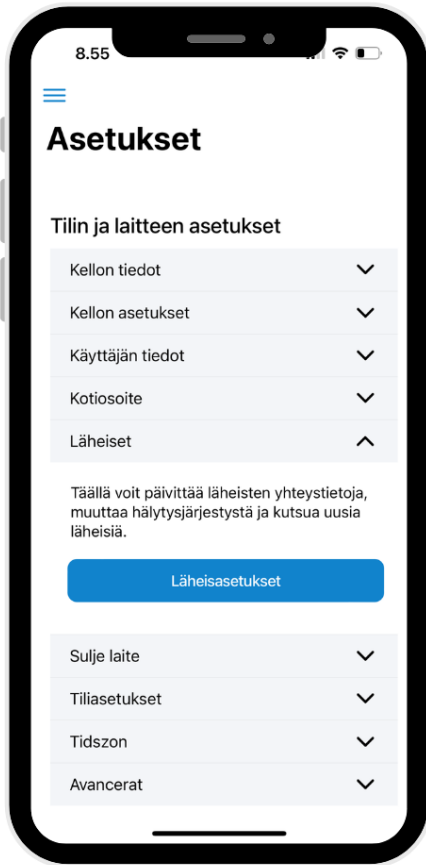 8.55
Asetukset
Tilin ja laitteen asetukset
Kellon tiedot
Kellon asetukset
Käyttäjän tiedot
Kotiosoite
Läheiset
Täällä voit päivittää läheisten yhteystietoja,
muuttaa hälytysjärjestystä ja kutsua uusia
läheisiä.
Läheisasetukset
Sulje laite
Tiliasetukset
Tidszon
Avancerat